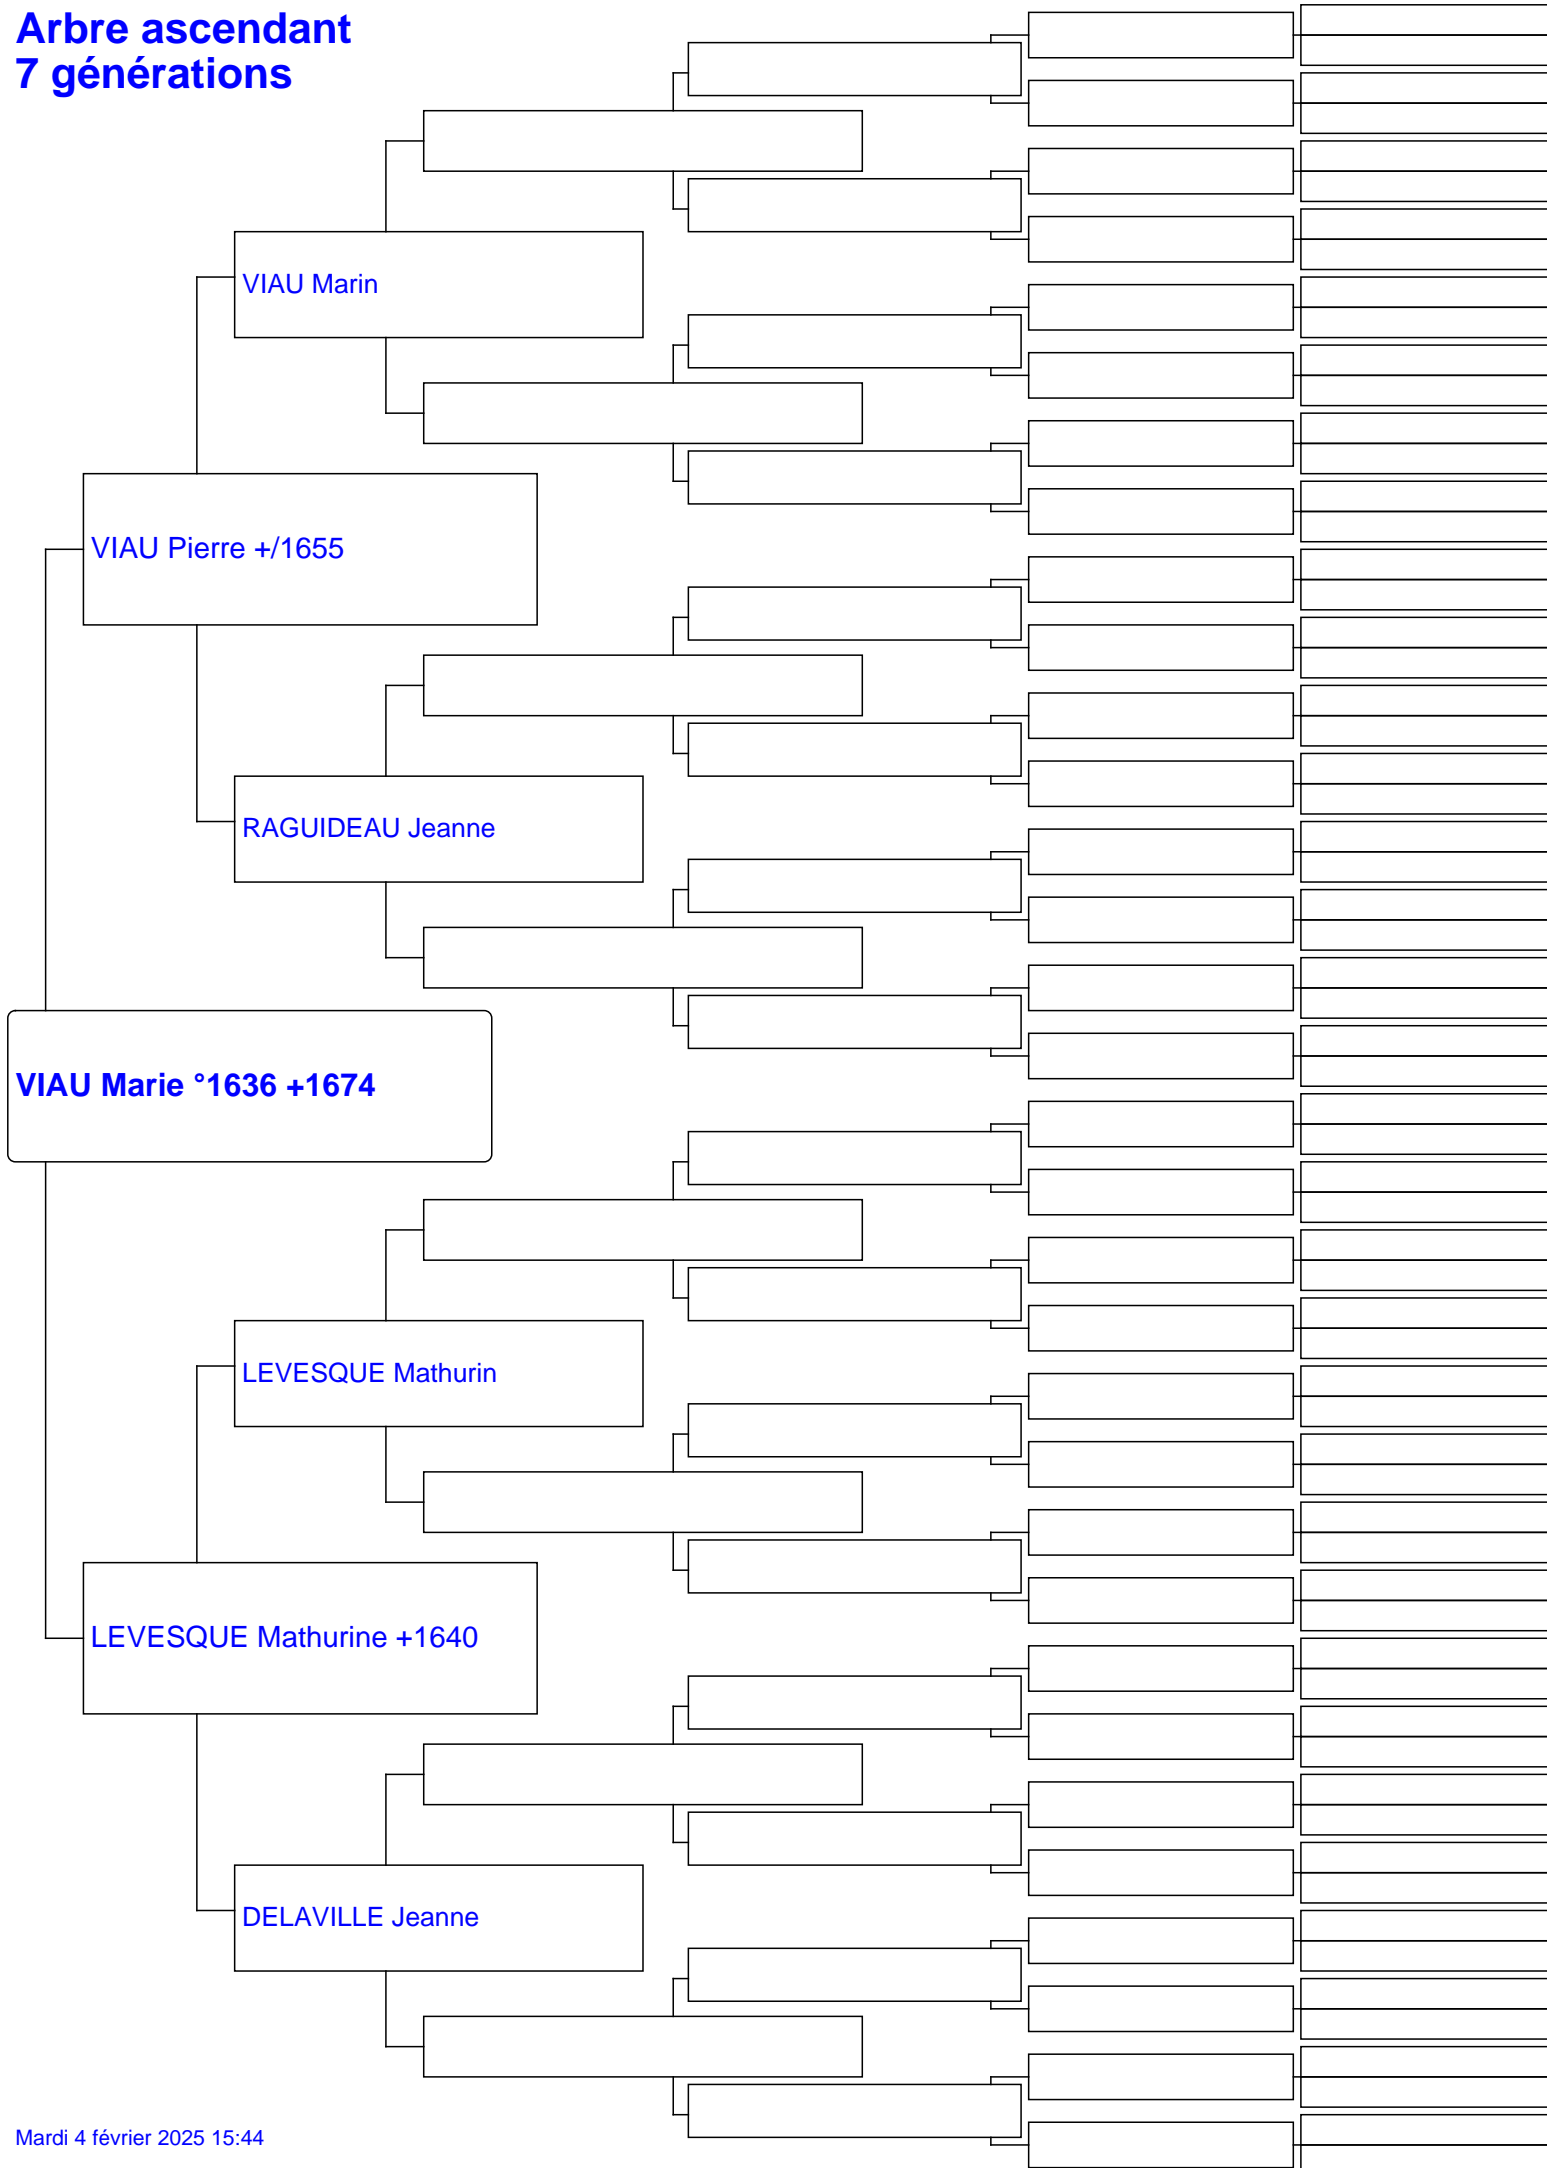 Arbre ascendant
7 générations
VIAU Marin
VIAU Pierre +/1655
RAGUIDEAU Jeanne
VIAU Marie °1636 +1674
LEVESQUE Mathurin
LEVESQUE Mathurine +1640
DELAVILLE Jeanne
Mardi 4 février 2025 15:44